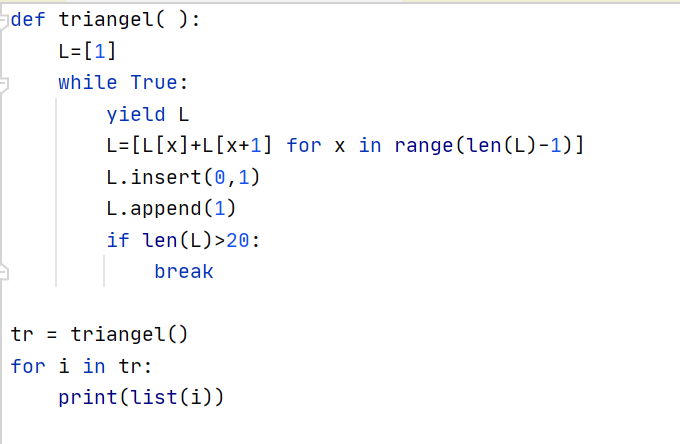 def triangel( ):
    L=[1]
    while True:
        yield L
        L=[L[x]+L[x+1] for x in range(len(L)-1)]
        L.insert(0,1)
        L.append(1)
        if len(L)>20:
            break
tr = triangel()
for i in tr:
    print(list(i))